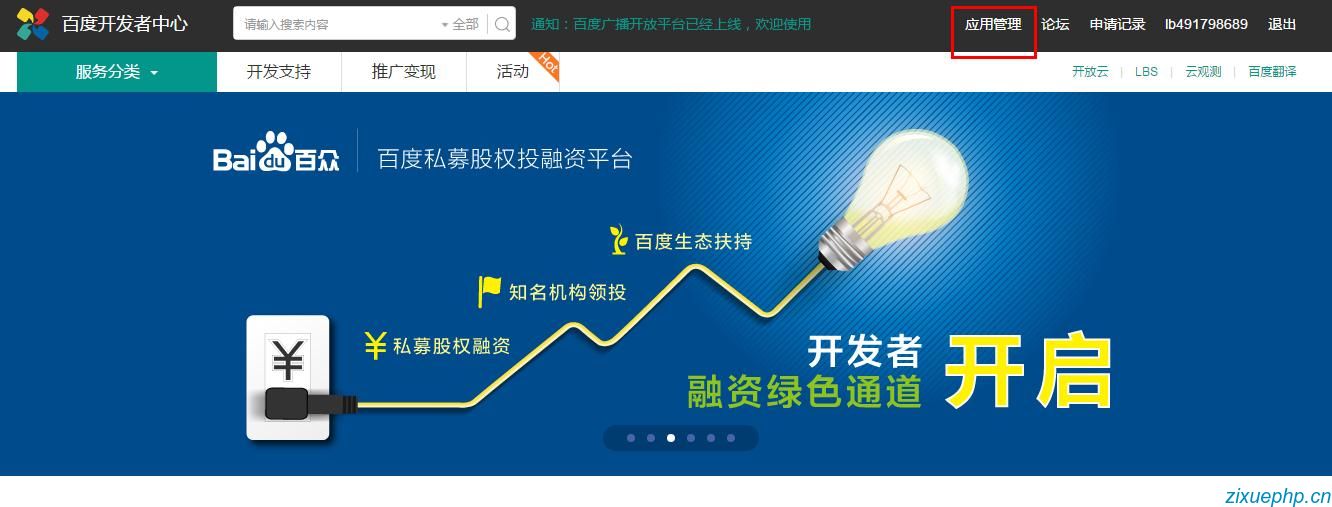 百度开发者中心 请输入搜索内容 全部 通知：百度广播开放平台已经上线，欢迎使用 应用管理 论坛 申请记录 lb491798689 退出
服务分类 开发支持 推广变现 活动 Hot 开放云 | LBS | 云观测 | 百度翻译
Bai du 百众 百度私募股权投融资平台
百度生态扶持
知名机构领投
¥ 私募股权融资
¥
开发者
融资绿色通道
开启
zixuephp.cn